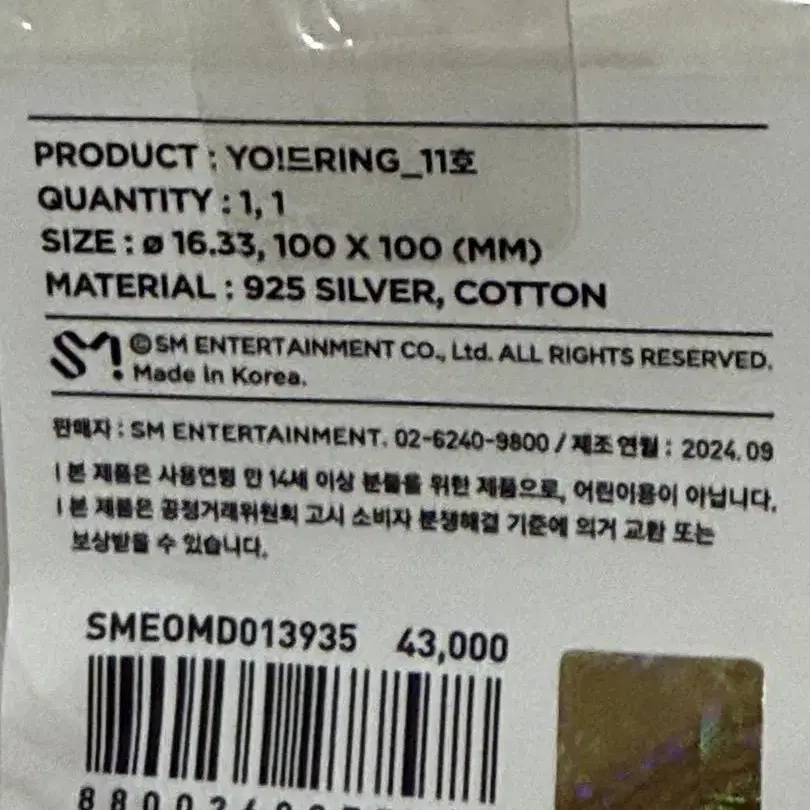 PRODUCT : YO!드RING_11호
QUANTITY : 1, 1
SIZE : ø 16.33, 100 X 100 (MM)
MATERIAL : 925 SILVER, COTTON
SM! ©SM ENTERTAINMENT CO., Ltd. ALL RIGHTS RESERVED.
Made in Korea.
판매자 : SM ENTERTAINMENT. 02-6240-9800 / 제조연월 : 2024.09
| 본 제품은 사용연령 만 14세 이상 분들을 위한 제품으로, 어린이용이 아닙니다.
| 본 제품은 공정거래위원회 고시 소비자 분쟁해결 기준에 의거 교환 또는
보상받을 수 있습니다.
SMEOMD013935 43,000